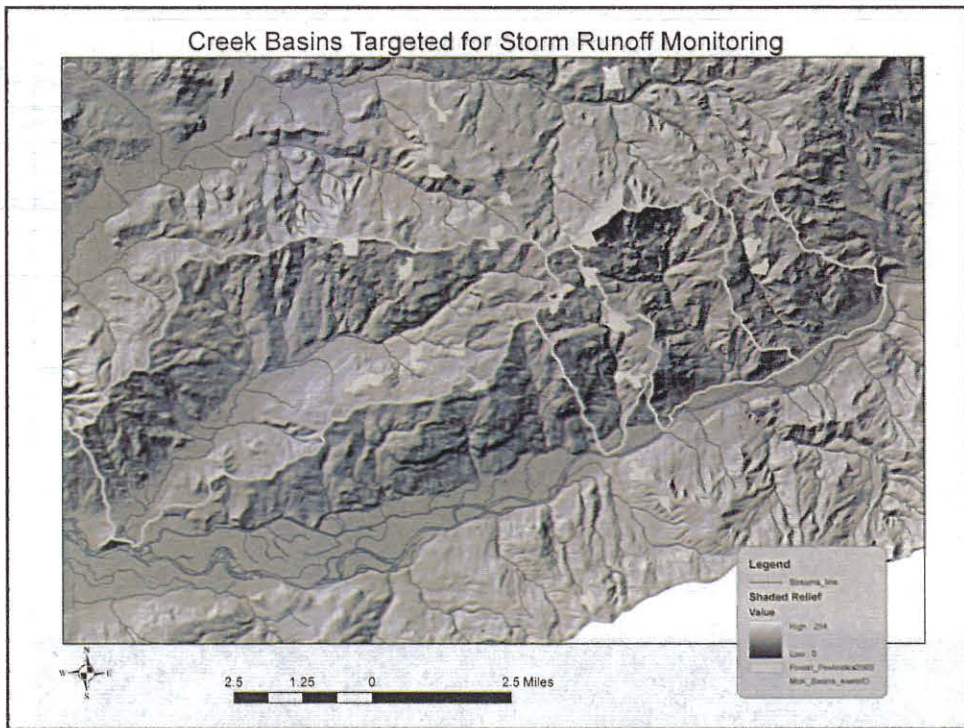 Creek Basins Targeted for Storm Runoff Monitoring
Legend
Streams_line
Shaded Relief
Value
High : 254
Low : 0
N
W
E
S
2.5
1.25
0
2.5 Miles